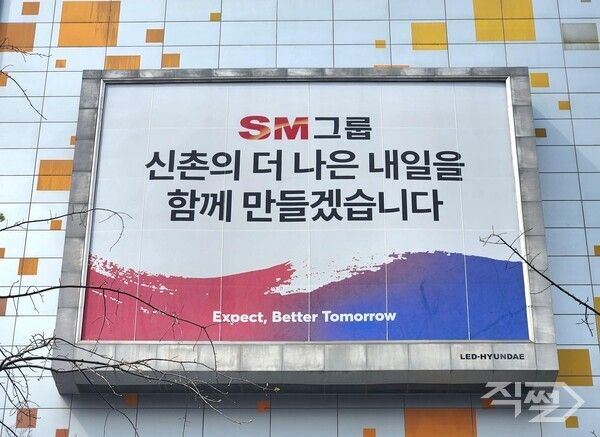 SM그룹
신촌의 더 나은 내일을
함께 만들겠습니다
Expect, Better Tomorrow
LED-HYUNDAE
직썰